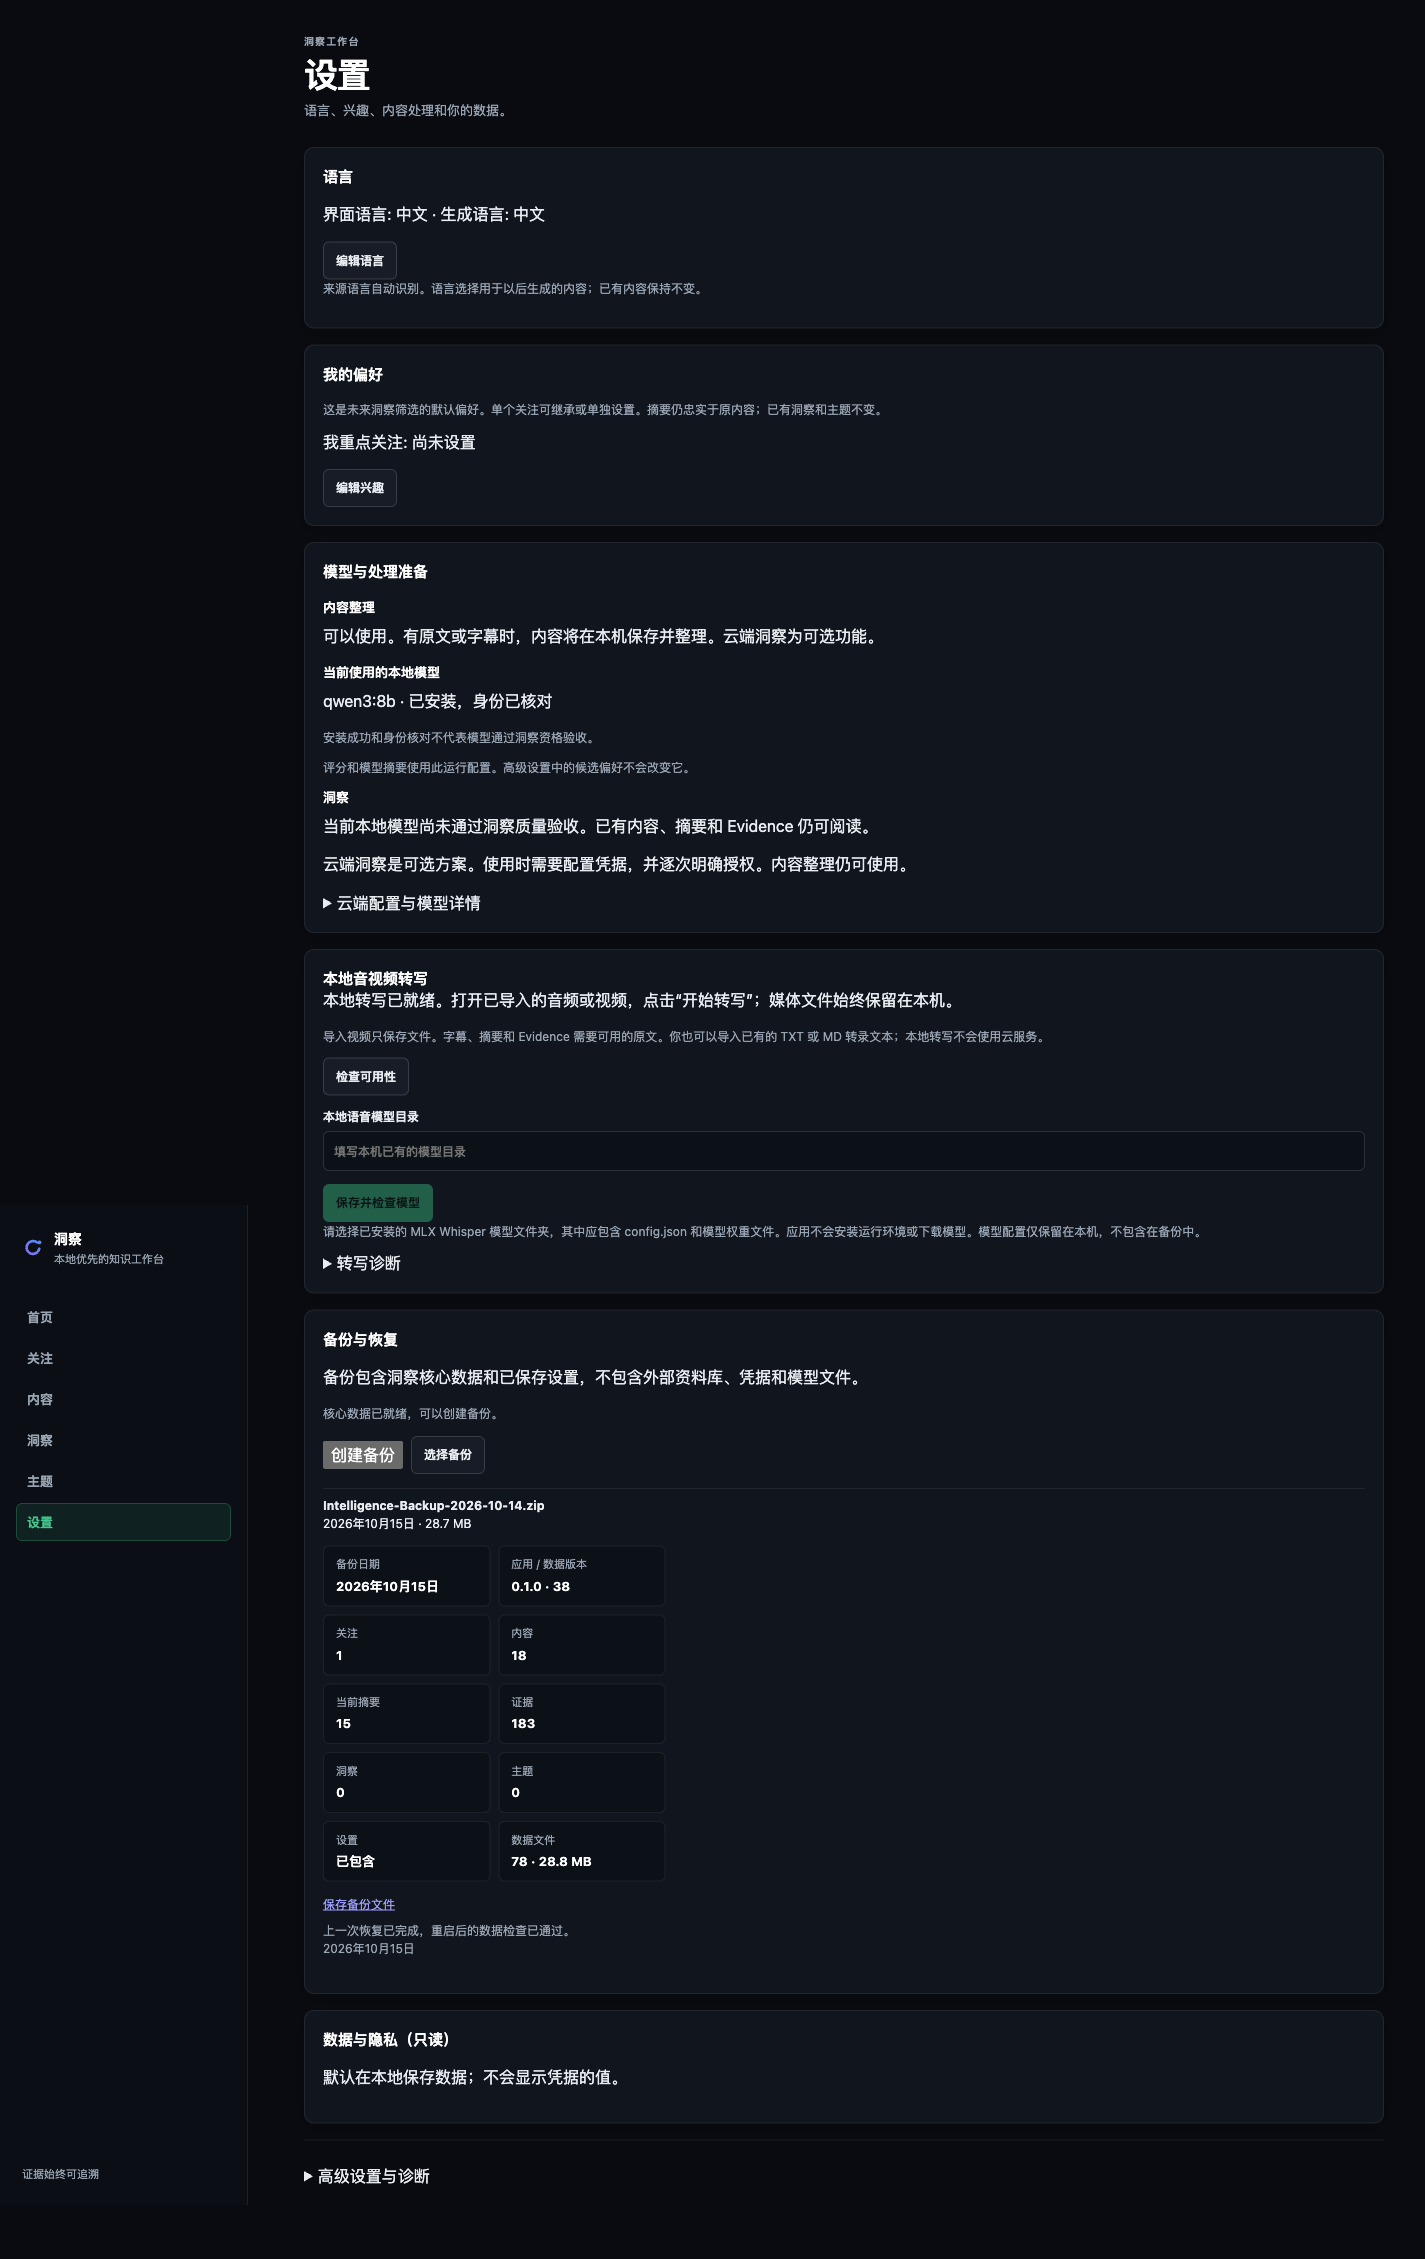 洞察工作台
设置
语言、兴趣、内容处理和你的数据。
语言
界面语言: 中文 · 生成语言: 中文
编辑语言
来源语言自动识别。语言选择用于以后生成的内容；已有内容保持不变。
我的偏好
这是未来洞察筛选的默认偏好。单个关注可继承或单独设置。摘要仍忠实于原内容；已有洞察和主题不变。
我重点关注: 尚未设置
编辑兴趣
模型与处理准备
内容整理
可以使用。有原文或字幕时，内容将在本机保存并整理。云端洞察为可选功能。
当前使用的本地模型
qwen3:8b · 已安装，身份已核对
安装成功和身份核对不代表模型通过洞察资格验收。
评分和模型摘要使用此运行配置。高级设置中的候选偏好不会改变它。
洞察
当前本地模型尚未通过洞察质量验收。已有内容、摘要和 Evidence 仍可阅读。
云端洞察是可选方案。使用时需要配置凭据，并逐次明确授权。内容整理仍可使用。
▶ 云端配置与模型详情
本地音视频转写
本地转写已就绪。打开已导入的音频或视频，点击“开始转写”；媒体文件始终保留在本机。
导入视频只保存文件。字幕、摘要和 Evidence 需要可用的原文。你也可以导入已有的 TXT 或 MD 转录文本；本地转写不会使用云服务。
检查可用性
本地语音模型目录
填写本机已有的模型目录
保存并检查模型
请选择已安装的 MLX Whisper 模型文件夹，其中应包含 config.json 和模型权重文件。应用不会安装运行环境或下载模型。模型配置仅保留在本机，不包含在备份中。
▶ 转写诊断
备份与恢复
备份包含洞察核心数据和已保存设置，不包含外部资料库、凭据和模型文件。
核心数据已就绪，可以创建备份。
创建备份 选择备份
Intelligence-Backup-2026-10-14.zip
2026年10月15日 · 28.7 MB
备份日期
2026年10月15日
应用 / 数据版本
0.1.0 · 38
关注
1
内容
18
当前摘要
15
证据
183
洞察
0
主题
0
设置
已包含
数据文件
78 · 28.8 MB
保存备份文件
上一次恢复已完成，重启后的数据检查已通过。
2026年10月15日
数据与隐私（只读）
默认在本地保存数据；不会显示凭据的值。
▶ 高级设置与诊断
洞察
本地优先的知识工作台
首页
关注
内容
洞察
主题
设置
证据始终可追溯